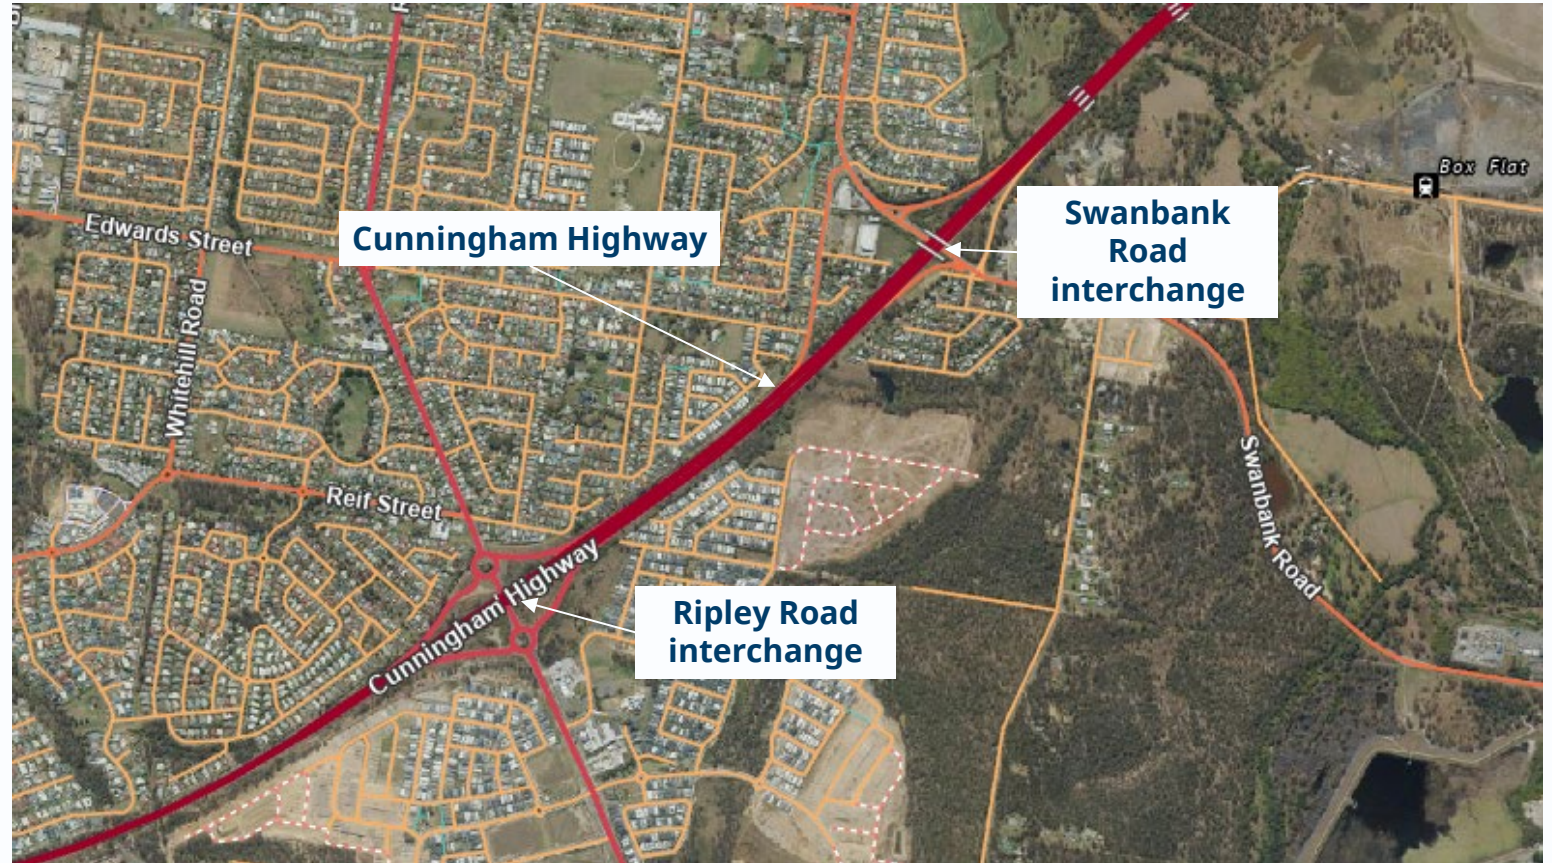 Box Flat
Swanbank
Road
interchange
Edwards Street
Cunningham Highway
Whitehill Road
Reif Street
Swanbank Road
Cunningham Highway
Ripley Road
interchange